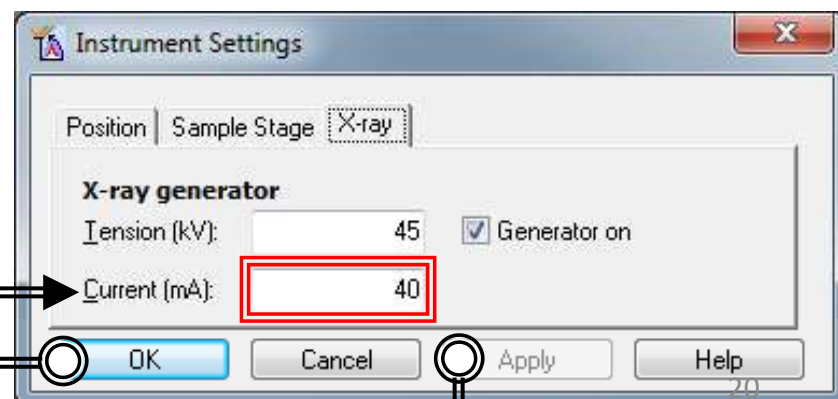 Instrument Settings
Position Sample Stage X-ray
X-ray generator
Tension (kV): 45 Generator on
Current (mA): 40
OK Cancel Apply Help
20